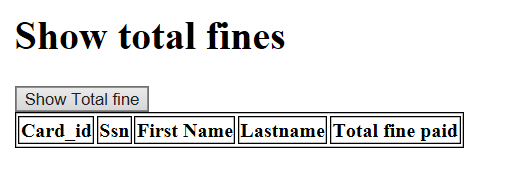 Show total fines
Show Total fine
Card_id Ssn First Name Lastname Total fine paid